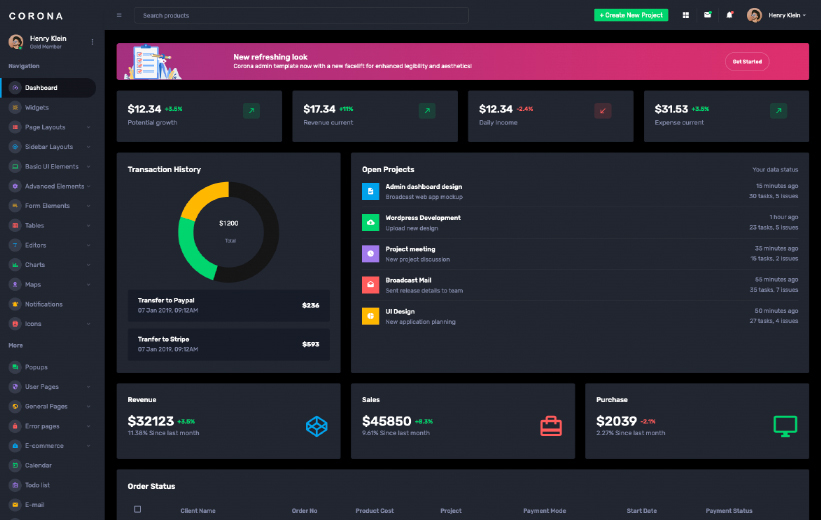 CORONA
Search products
+ Create New Project
Henry Klein
Henry Klein
Gold Member
Navigation
Dashboard
Widgets
Page Layouts
Sidebar Layouts
Basic UI Elements
Advanced Elements
Form Elements
Tables
Editors
Charts
Maps
Notifications
Icons
More
Popups
User Pages
General Pages
Error pages
E-commerce
Calendar
Todo list
E-mail
New refreshing look
Corona admin template now with a new facelift for enhanced legibility and aesthetics!
Get Started
$12.34 +3.5%
Potential growth
$17.34 +11%
Revenue current
$12.34 -2.4%
Daily Income
$31.53 +3.5%
Expense current
Transaction History
$1200
Total
Transfer to Paypal
07 Jan 2019, 09:12AM
$236
Tranfer to Stripe
07 Jan 2019, 09:12AM
$593
Open Projects
Your data status
Admin dashboard design
Broadcast web app mockup
15 minutes ago
30 tasks, 5 issues
Wordpress Development
Upload new design
1 hour ago
23 tasks, 5 issues
Project meeting
New project discussion
35 minutes ago
15 tasks, 2 issues
Broadcast Mail
Sent release details to team
55 minutes ago
35 tasks, 7 issues
UI Design
New application planning
50 minutes ago
27 tasks, 4 issues
Revenue
$32123 +3.5%
11.38% Since last month
Sales
$45850 +8.3%
9.61% Since last month
Purchase
$2039 -2.1%
2.27% Since last month
Order Status
Client Name Order No Product Cost Project Payment Mode Start Date Payment Status